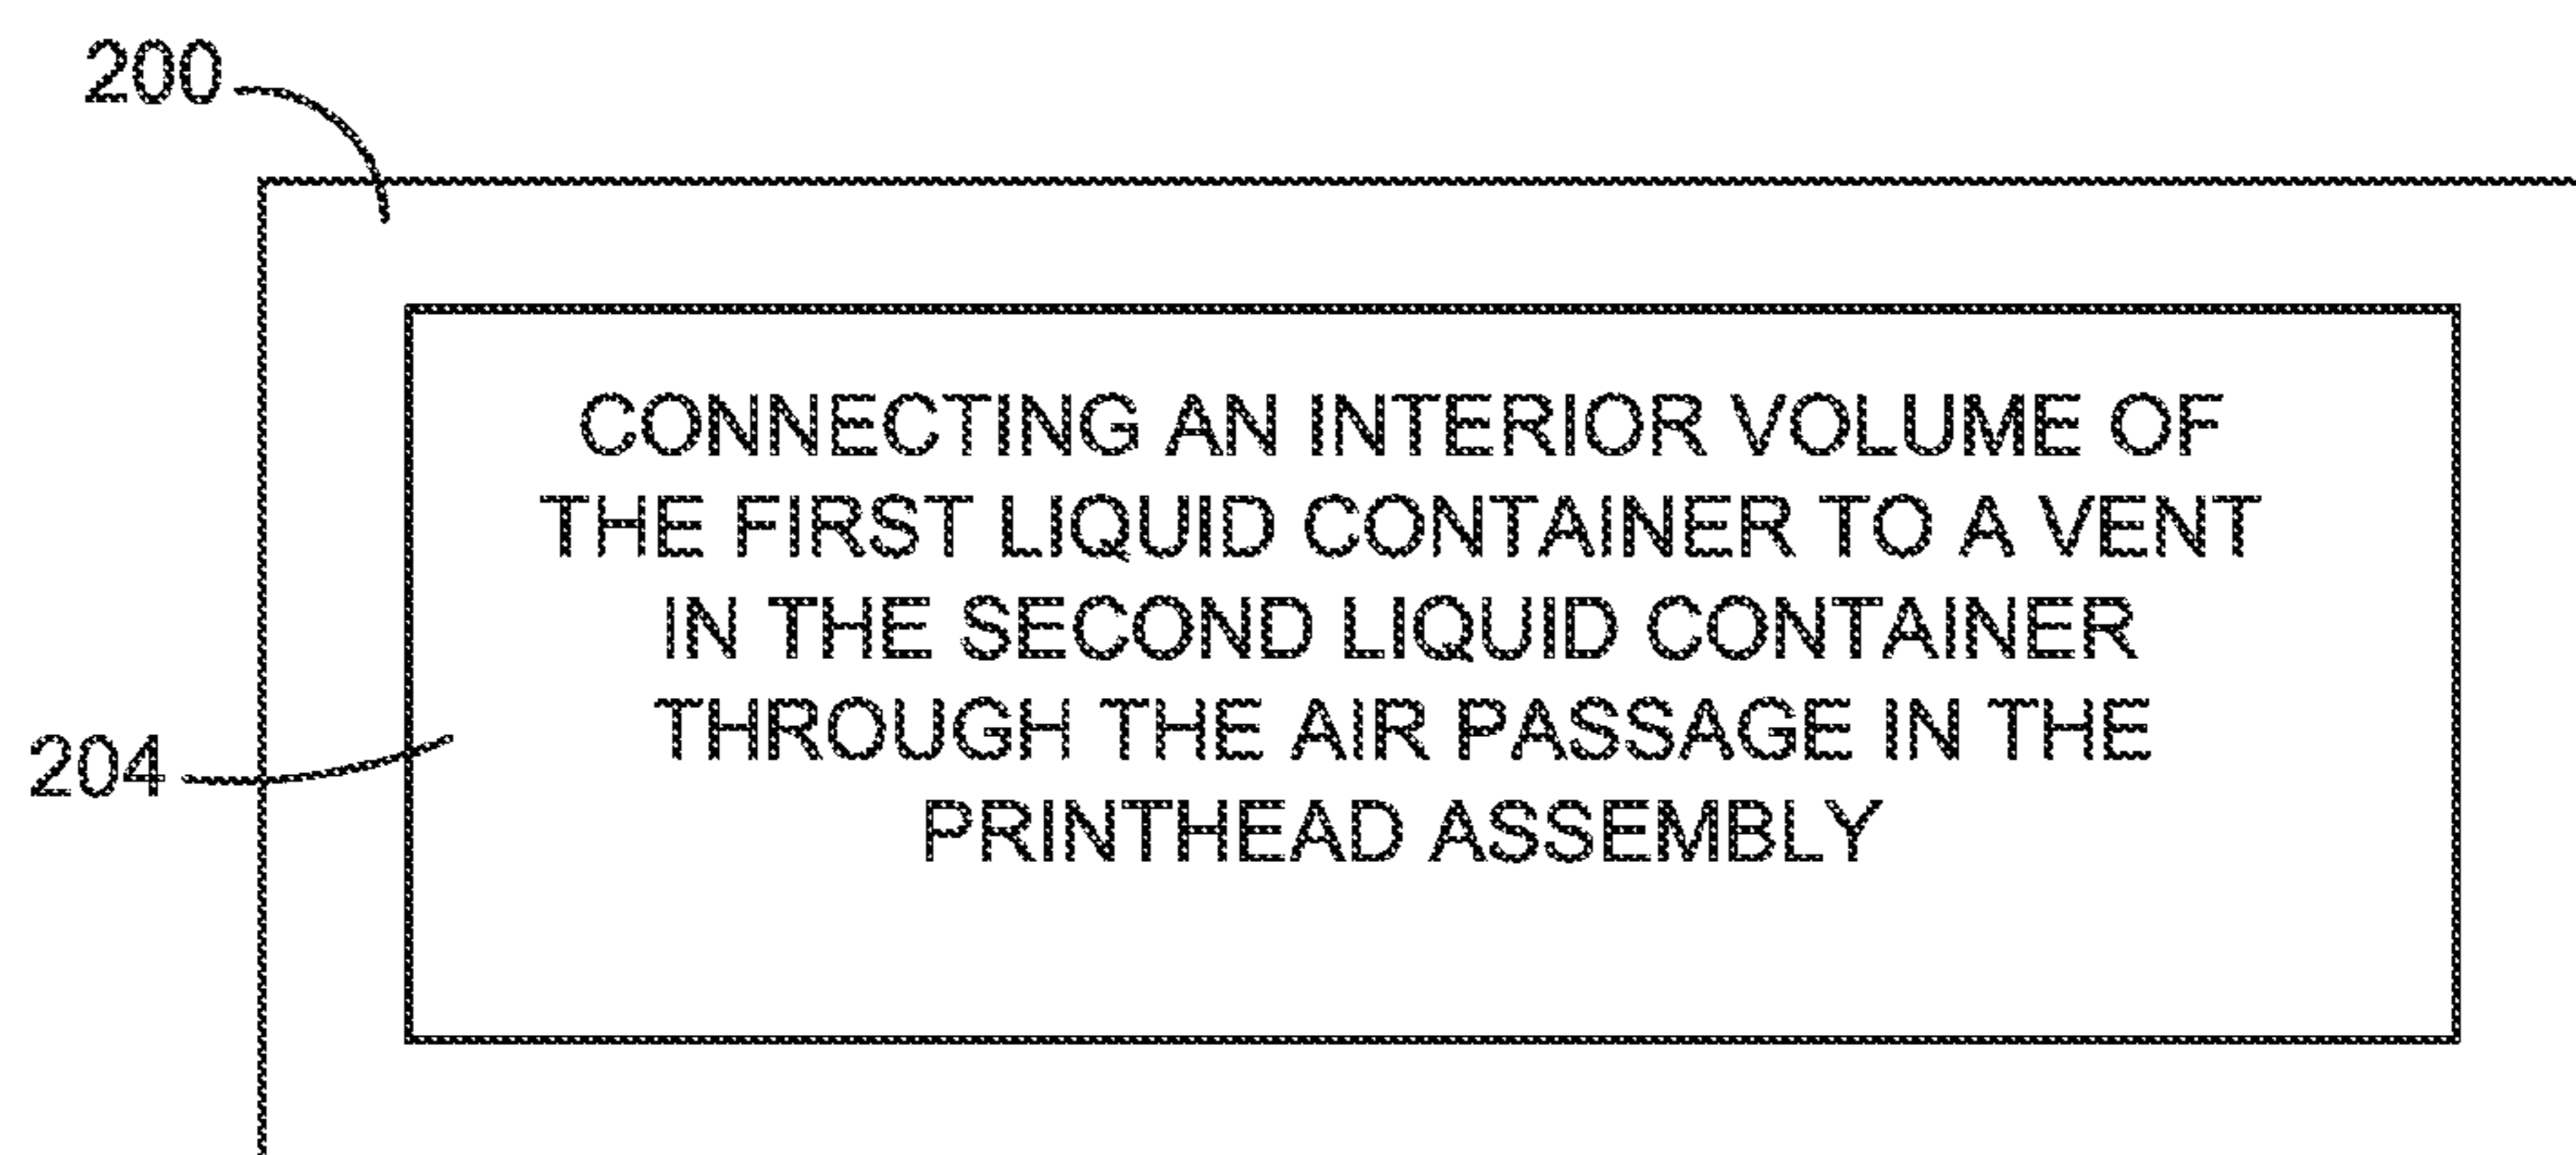 200
CONNECTING AN INTERIOR VOLUME OF
THE FIRST LIQUID CONTAINER TO A VENT
IN THE SECOND LIQUID CONTAINER
THROUGH THE AIR PASSAGE IN THE
PRINTHEAD ASSEMBLY
204